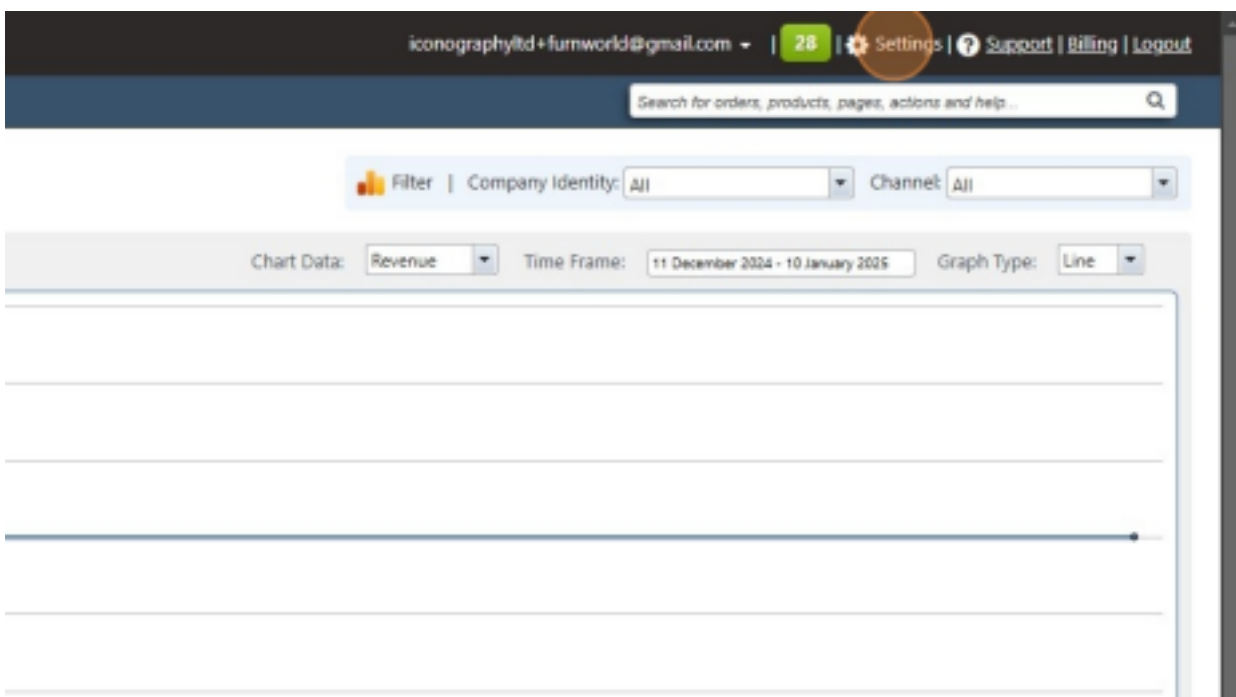 iconographyltd+furnworld@gmail.com | 28 | Settings | ? Support | Billing | Logout
Search for orders, products, pages, actions and help...
Filter | Company Identity: All Channel: All
Chart Data: Revenue Time Frame: 11 December 2024 - 10 January 2025 Graph Type: Line